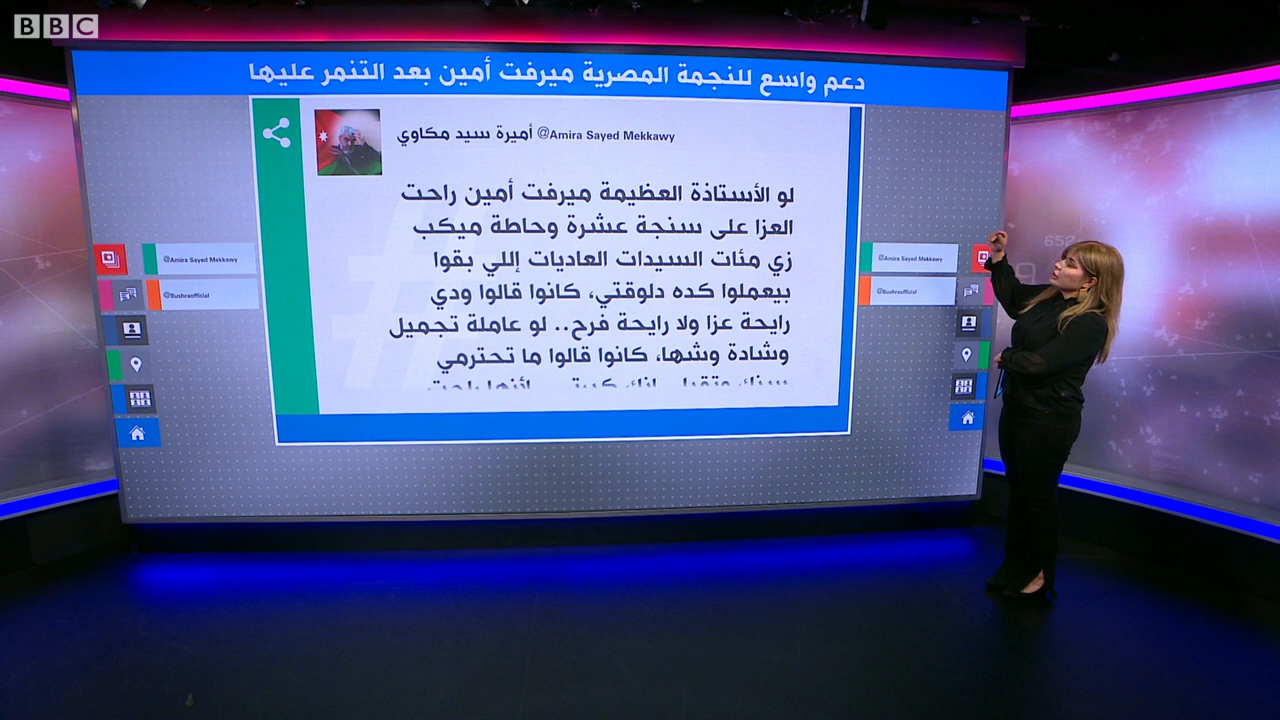 BBC
دعم واسع للنجمة المصرية ميرفت أمين بعد التنمر عليها
أميرة سيد مكاوي @Amira Sayed Mekkawy
لو الأستاذة العظيمة ميرفت أمين راحت
العزا على سنجة عشرة وحاطة ميكب
زي مئات السيدات العاديات إللي بقوا
بيعملوا كده دلوقتي، كانوا قالوا ودي
رايحة عزا ولا رايحة فرح.. لو عاملة تجميل
وشادة وشها، كانوا قالوا ما تحترمي
@Amira Sayed Mekkawy
@Bushraofficial
@Amira Sayed Mekkawy
@Bushraofficial